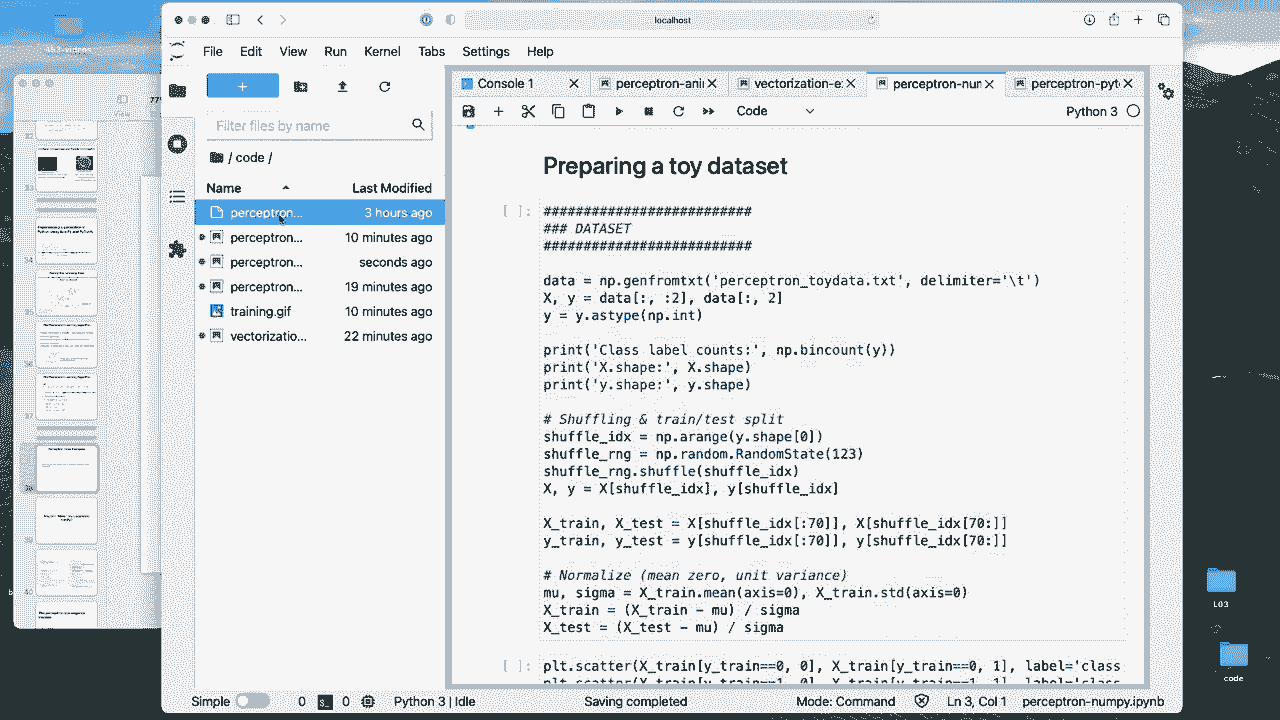 453-videos
localhost
File Edit View Run Kernel Tabs Settings Help
Console 1
perceptron-ani
vectorization-e
perceptron-num
perceptron-pyt
Filter files by name
Code
Python 3
/ code /
Name Last Modified
perceptron... 3 hours ago
perceptron... 10 minutes ago
perceptron... seconds ago
perceptron... 19 minutes ago
training.gif 10 minutes ago
vectorizatio... 22 minutes ago
Preparing a toy dataset
[ ]: ##########################
### DATASET
##########################
data = np.genfromtxt('perceptron_toydata.txt', delimiter='\t')
X, y = data[:, :2], data[:, 2]
y = y.astype(np.int)
print('Class label counts:', np.bincount(y))
print('X.shape:', X.shape)
print('y.shape:', y.shape)
# Shuffling & train/test split
shuffle_idx = np.arange(y.shape[0])
shuffle_rng = np.random.RandomState(123)
shuffle_rng.shuffle(shuffle_idx)
X, y = X[shuffle_idx], y[shuffle_idx]
X_train, X_test = X[shuffle_idx[:70]], X[shuffle_idx[70:]]
y_train, y_test = y[shuffle_idx[:70]], y[shuffle_idx[70:]]
# Normalize (mean zero, unit variance)
mu, sigma = X_train.mean(axis=0), X_train.std(axis=0)
X_train = (X_train - mu) / sigma
X_test = (X_test - mu) / sigma
[ ]: plt.scatter(X_train[y_train==0, 0], X_train[y_train==0, 1], label='class
Simple 0 0 Python 3 | Idle Saving completed Mode: Command Ln 3, Col 1 perceptron-numpy.ipynb
L03
code